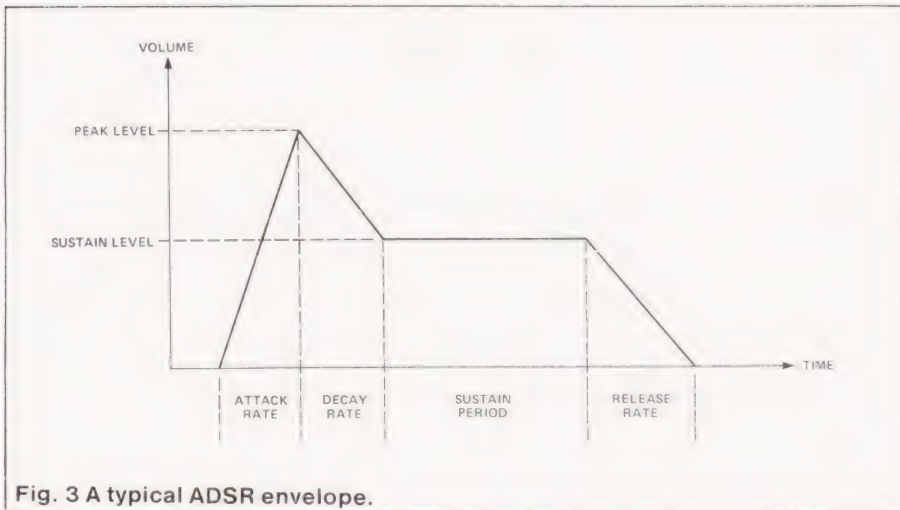 VOLUME
PEAK LEVEL
SUSTAIN LEVEL
TIME
ATTACK
RATE
DECAY
RATE
SUSTAIN
PERIOD
RELEASE
RATE
Fig. 3 A typical ADSR envelope.